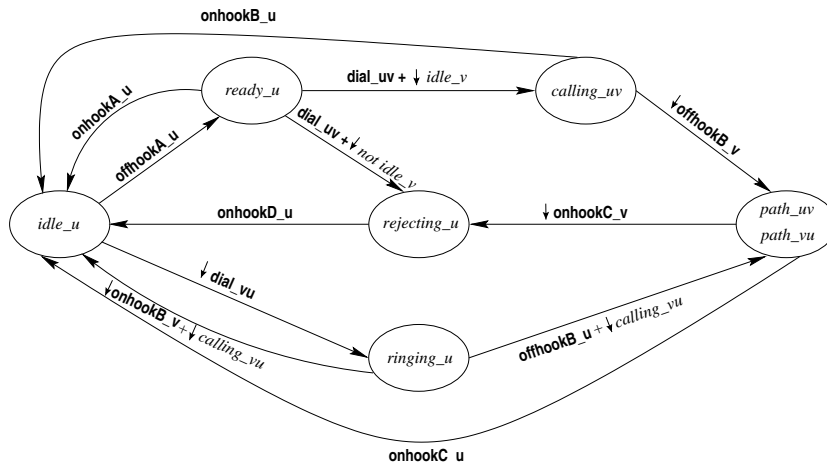 onhookB_u
ready_u
dial_uv + ↓ idle_v
calling_uv
onhookA_u
offhookA_u
dial_uv + ↓ not idle_v
↓ offhookB_v
idle_u
onhookD_u
rejecting_u
↓ onhookC_v
path_uv
path_vu
↓ dial_vu
↓ onhookB_v + ↓ calling_vu
ringing_u
offhookB_u + ↓ calling_vu
onhookC_u